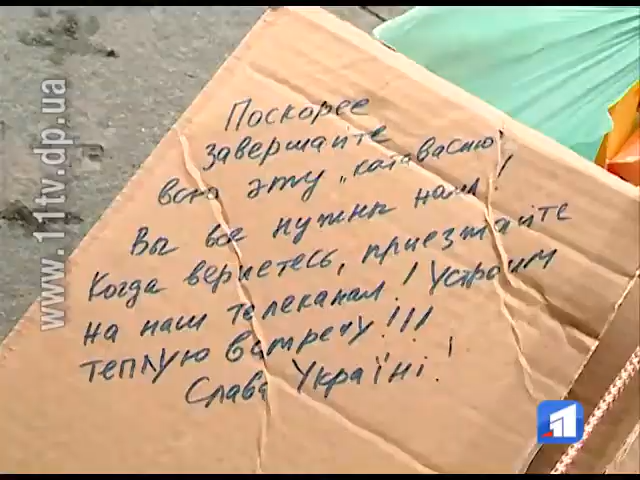 Поскорее
завершайте
всю эту „катавасию"!
Вы все нужны нам!
Когда вернетесь, приезжайте
на наш телеканал! Устроим
теплую встречу!!!
Слава Україні!
www.11tv.dp.ua
11